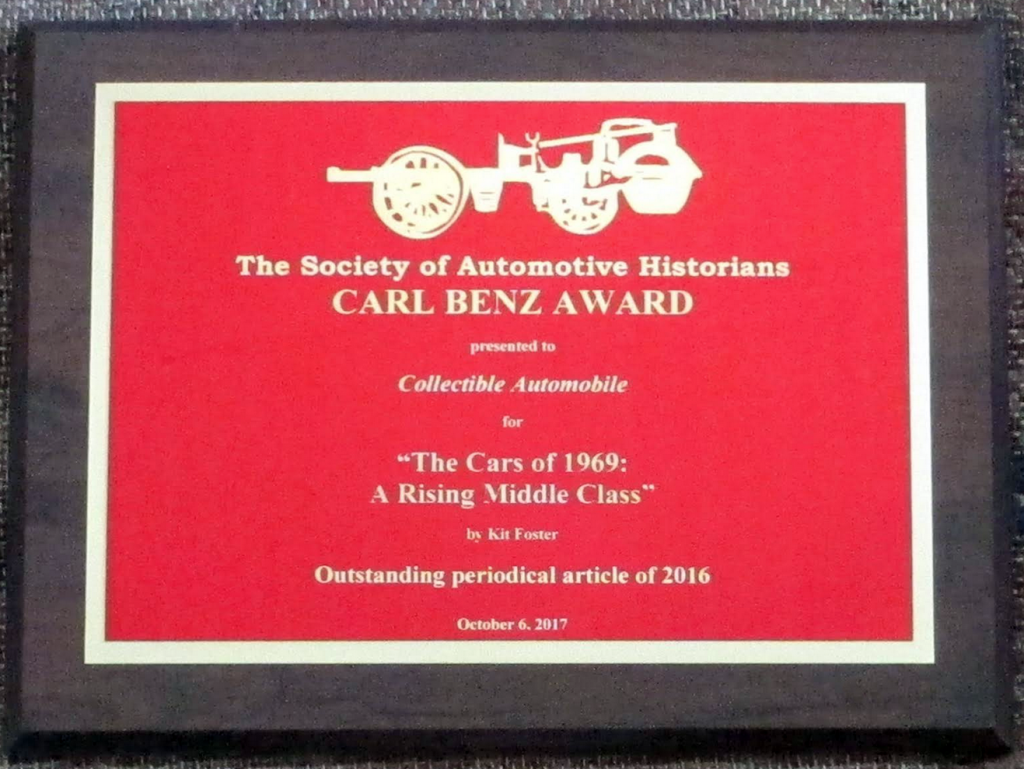 The Society of Automotive Historians
CARL BENZ AWARD
presented to
Collectible Automobile
for
“The Cars of 1969:
A Rising Middle Class”
by Kit Foster
Outstanding periodical article of 2016
October 6, 2017